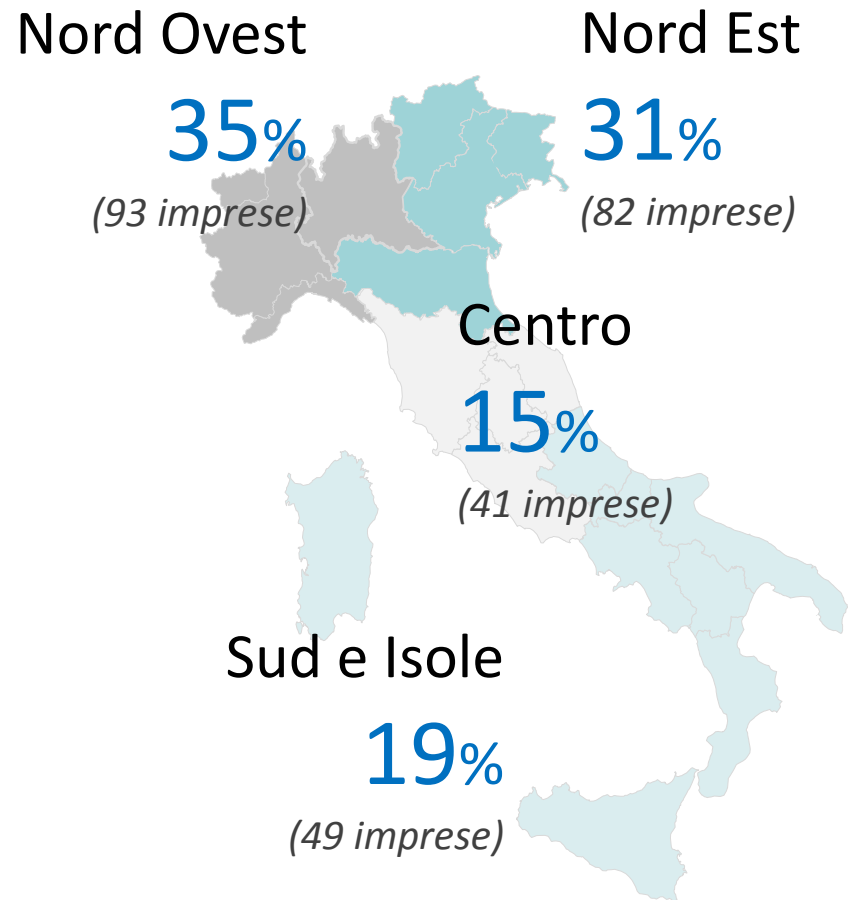 Nord Ovest
35%
(93 imprese)
Nord Est
31%
(82 imprese)
Centro
15%
(41 imprese)
Sud e Isole
19%
(49 imprese)